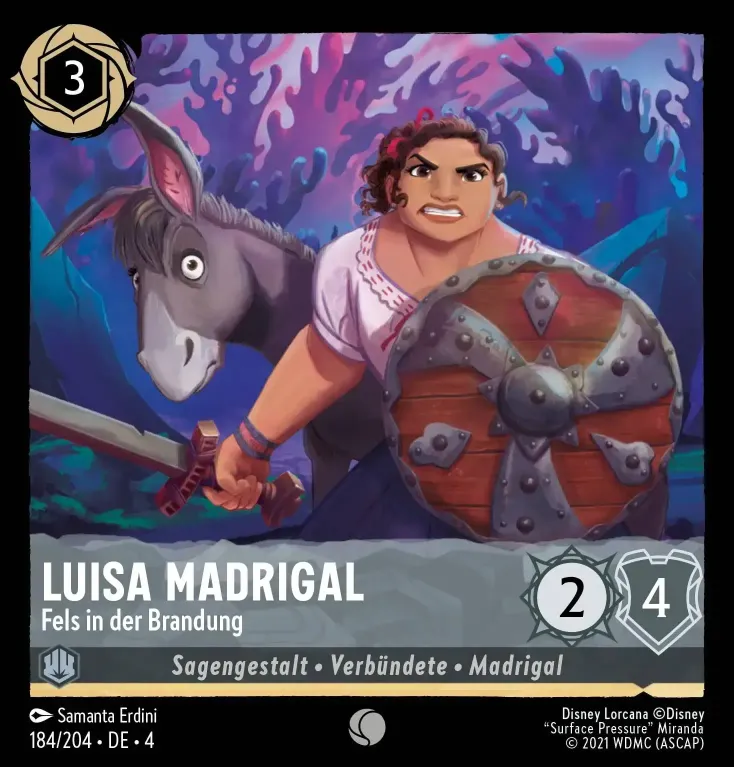 3
LUISA MADRIGAL
Fels in der Brandung
2
4
Sagengestalt • Verbündete • Madrigal
Samanta Erdini
184/204 • DE • 4
Disney Lorcana ©Disney
“Surface Pressure” Miranda
© 2021 WDMC (ASCAP)